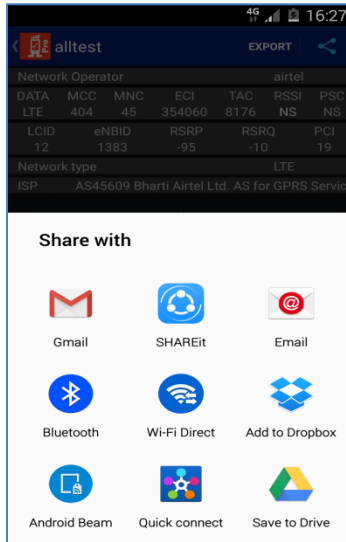 4G 16:27
Pro alltest EXPORT
Network Operator airtel
DATA MCC MNC ECI TAC RSSI PSC
LTE 404 45 354060 8176 NS NS
LCID eNBID RSRP RSRQ PCI
12 1383 -95 -10 19
Network type LTE
ISP AS45609 Bharti Airtel Ltd. AS for GPRS Servic
Share with
Gmail SHAREit Email
Bluetooth Wi-Fi Direct Add to Dropbox
Android Beam Quick connect Save to Drive